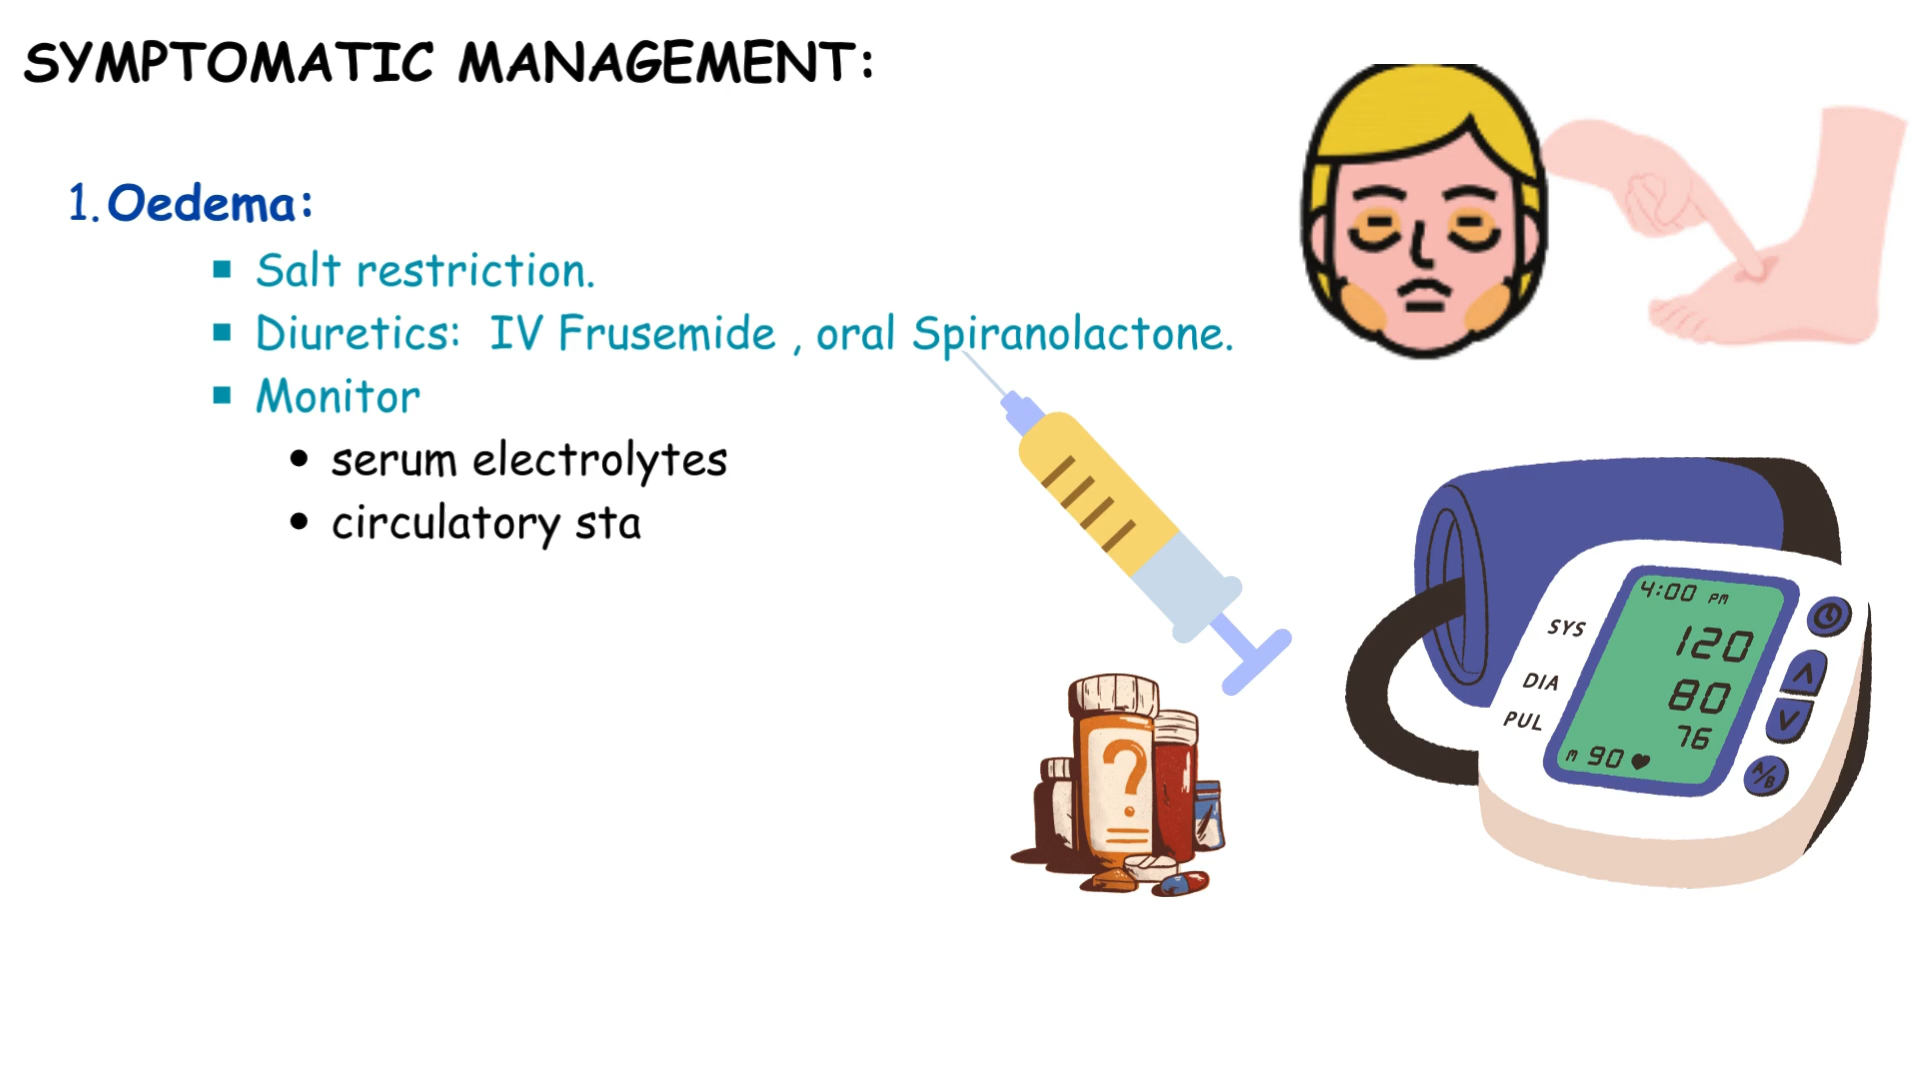 SYMPTOMATIC MANAGEMENT:
1. Oedema:
▪ Salt restriction.
▪ Diuretics: IV Frusemide , oral Spiranolactone.
▪ Monitor
• serum electrolytes
• circulatory sta
4:00 PM
SYS 120
DIA 80
PUL 76
m 90
A/B
?